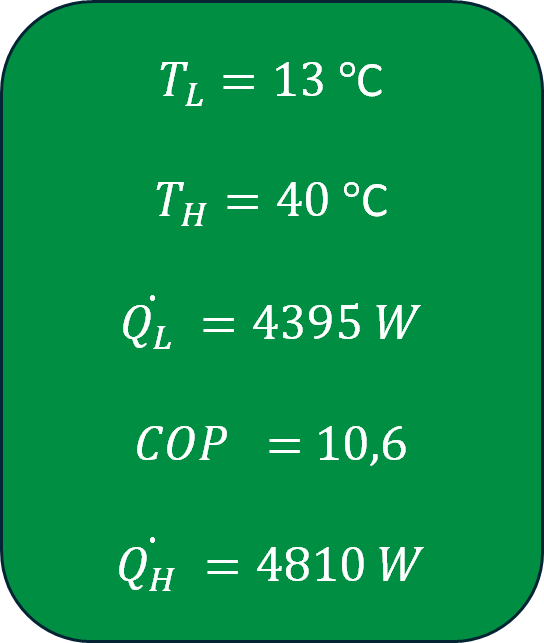 T_L = 13 °C
T_H = 40 °C
Q̇_L = 4395 W
COP = 10,6
Q̇_H = 4810 W